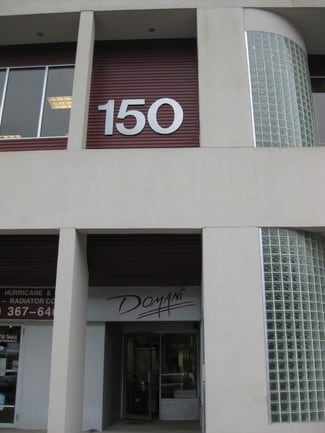 150
HURRICANE &
- RADIATOR.CO
) 367-64
DOMANI